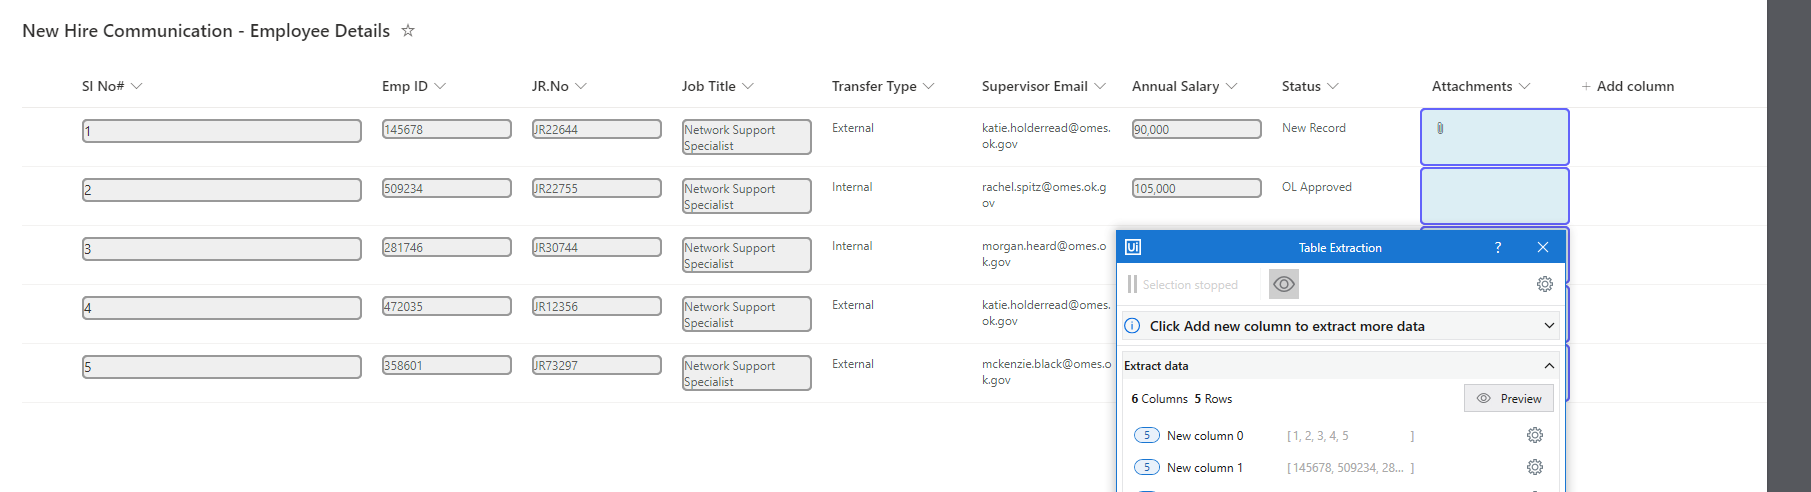 New Hire Communication - Employee Details
SI No# Emp ID JR.No Job Title Transfer Type Supervisor Email Annual Salary Status Attachments + Add column
1 145678 JR22644 Network Support External katie.holderread@omes. 90,000 New Record
Specialist ok.gov
2 509234 JR22755 Network Support Internal rachel.spitz@omes.ok.g 105,000 OL Approved
Specialist ov
3 281746 JR30744 Network Support Internal morgan.heard@omes.o
Specialist k.gov
4 472035 JR12356 Network Support External katie.holderread@omes.
Specialist ok.gov
5 358601 JR73297 Network Support External mckenzie.black@omes.o
Specialist k.gov
Ui Table Extraction ?
Selection stopped
Click Add new column to extract more data
Extract data
6 Columns 5 Rows Preview
5 New column 0 [ 1, 2, 3, 4, 5 ]
5 New column 1 [ 145678, 509234, 28... ]